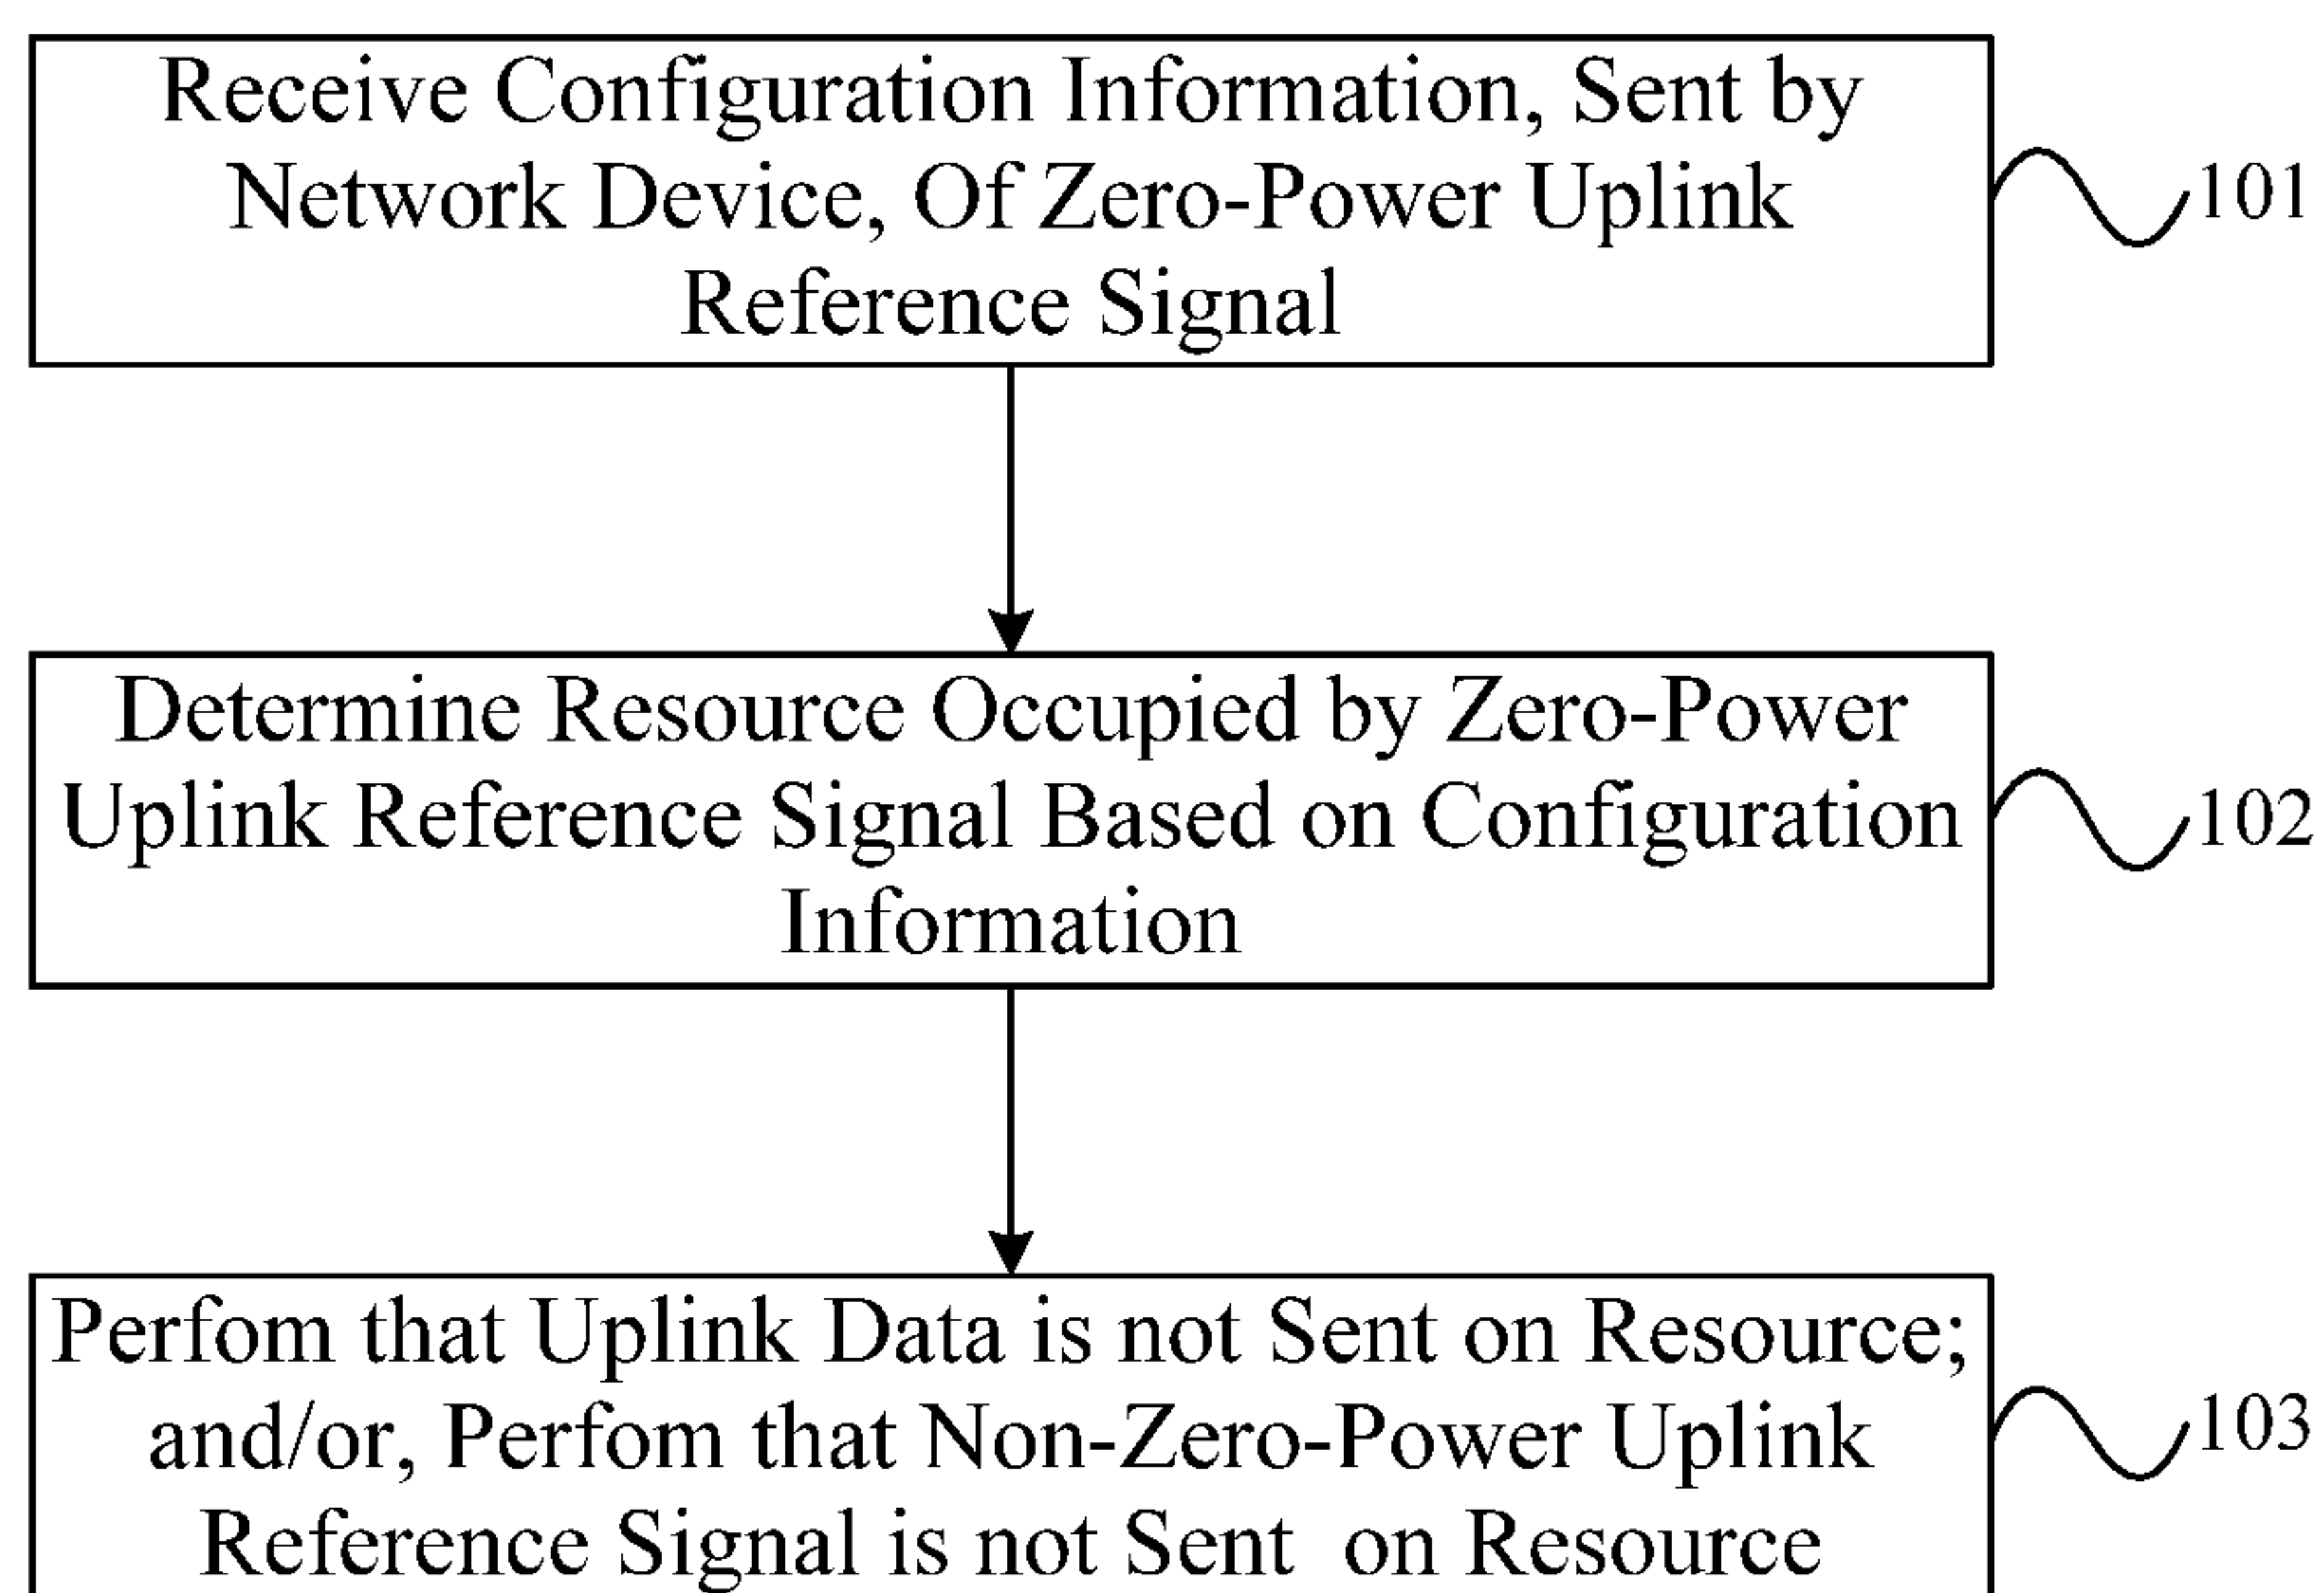 Receive Configuration Information, Sent by
Network Device, Of Zero-Power Uplink
Reference Signal
101
Determine Resource Occupied by Zero-Power
Uplink Reference Signal Based on Configuration
Information
102
Perfom that Uplink Data is not Sent on Resource;
and/or, Perfom that Non-Zero-Power Uplink
Reference Signal is not Sent on Resource
103